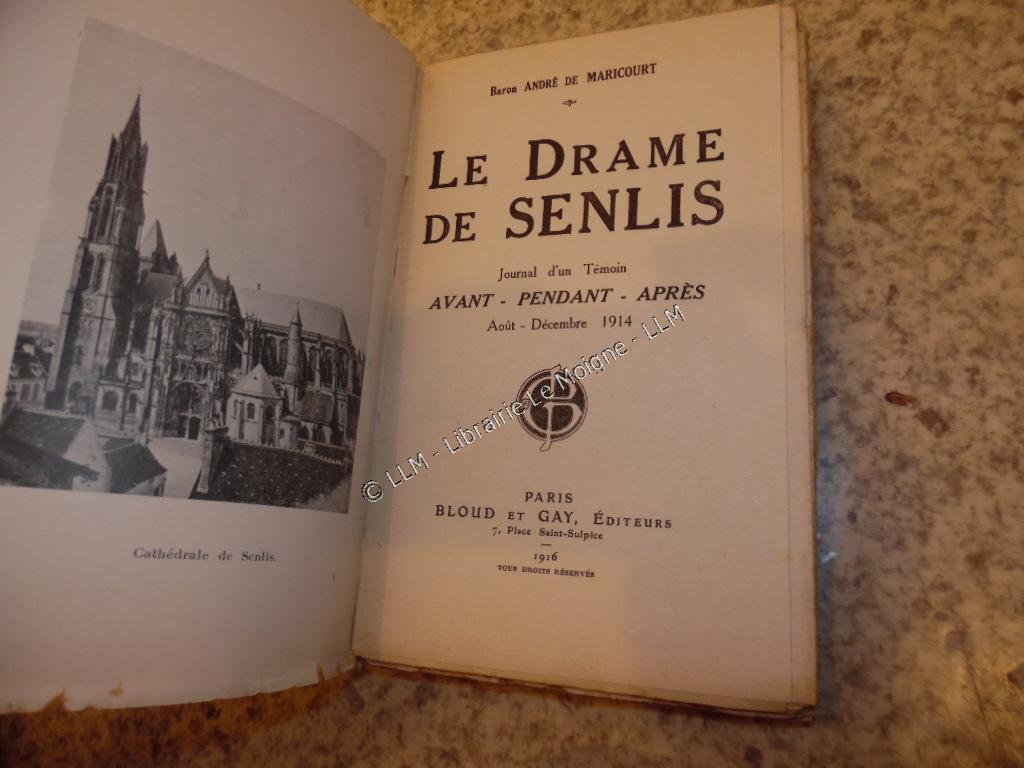 Cathédrale de Senlis.
Baron ANDRÉ DE MARICOURT
LE DRAME
DE SENLIS
Journal d'un Témoin
AVANT - PENDANT - APRÈS
Août - Décembre 1914
© LLM - Librairie Le Moigne - LLM
PARIS
BLOUD ET GAY, ÉDITEURS
7, Place Saint-Sulpice
1916
TOUS DROITS RÉSERVÉS